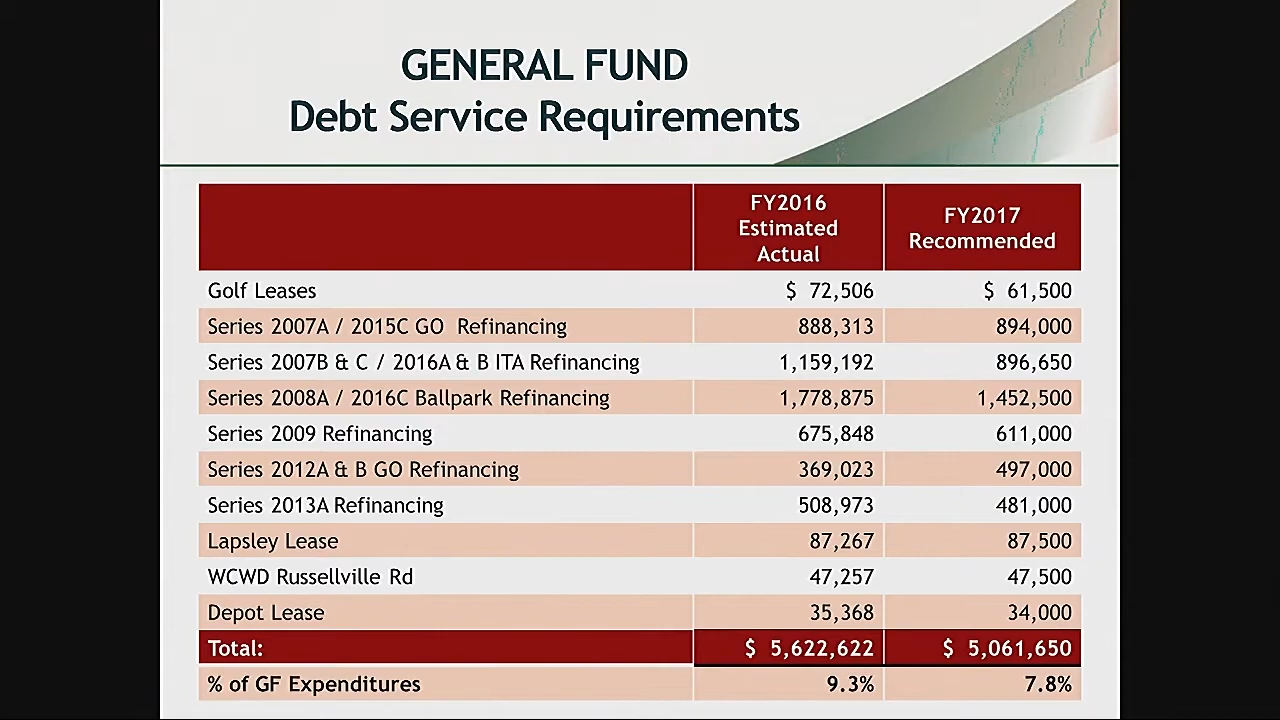 GENERAL FUND
Debt Service Requirements
FY2016 Estimated Actual FY2017 Recommended
Golf Leases $ 72,506 $ 61,500
Series 2007A / 2015C GO Refinancing 888,313 894,000
Series 2007B & C / 2016A & B ITA Refinancing 1,159,192 896,650
Series 2008A / 2016C Ballpark Refinancing 1,778,875 1,452,500
Series 2009 Refinancing 675,848 611,000
Series 2012A & B GO Refinancing 369,023 497,000
Series 2013A Refinancing 508,973 481,000
Lapsley Lease 87,267 87,500
WCWD Russellville Rd 47,257 47,500
Depot Lease 35,368 34,000
Total: $ 5,622,622 $ 5,061,650
% of GF Expenditures 9.3% 7.8%